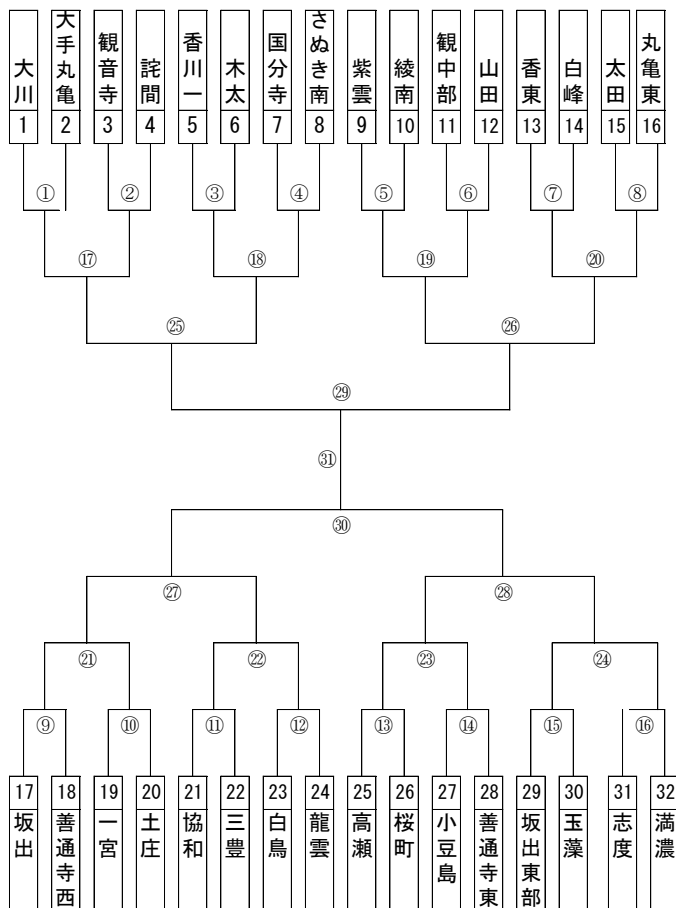 大川
大手丸亀
観音寺
詫間
香川一
木太
国分寺
さぬき南
紫雲
綾南
観中部
山田
香東
白峰
太田
丸亀東
1 2 3 4 5 6 7 8 9 10 11 12 13 14 15 16
① ② ③ ④ ⑤ ⑥ ⑦ ⑧
⑰ ⑱ ⑲ ⑳
㉕ ㉖
㉙
㉛
㉚
㉗ ㉘
㉑ ㉒ ㉓ ㉔
⑨ ⑩ ⑪ ⑫ ⑬ ⑭ ⑮ ⑯
17 18 19 20 21 22 23 24 25 26 27 28 29 30 31 32
坂出
善通寺西
一宮
土庄
協和
三豊
白鳥
龍雲
高瀬
桜町
小豆島
善通寺東
坂出東部
玉藻
志度
満濃